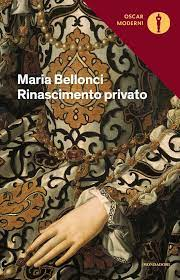 OSCAR
MODERNI
Maria Bellonci
Rinascimento privato
MONDADORI